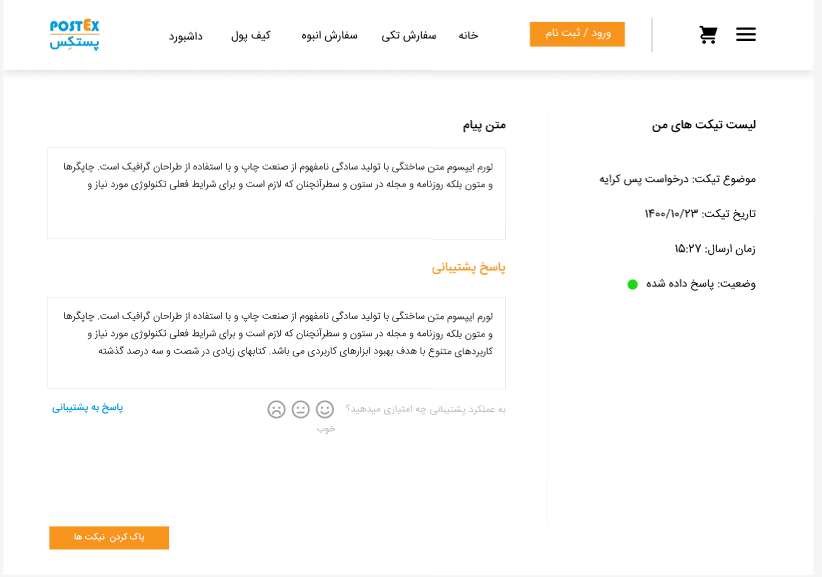 POSTEX
پستکس
خانه
سفارش تکی
سفارش انبوه
کیف پول
داشبورد
ورود / ثبت نام
لیست تیکت های من
موضوع تیکت: درخواست پس کرایه
تاریخ تیکت: ۱۴۰۰/۱۰/۲۳
زمان ارسال: ۱۵:۲۷
وضعیت: پاسخ داده شده
متن پیام
لورم ایپسوم متن ساختگی با تولید سادگی نامفهوم از صنعت چاپ و با استفاده از طراحان گرافیک است. چاپگرها
و متون بلکه روزنامه و مجله در ستون و سطرآنچنان که لازم است و برای شرایط فعلی تکنولوژی مورد نیاز و
پاسخ پشتیبانی
لورم ایپسوم متن ساختگی با تولید سادگی نامفهوم از صنعت چاپ و با استفاده از طراحان گرافیک است. چاپگرها
و متون بلکه روزنامه و مجله در ستون و سطرآنچنان که لازم است و برای شرایط فعلی تکنولوژی مورد نیاز و
کاربردهای متنوع با هدف بهبود ابزارهای کاربردی می باشد. کتابهای زیادی در شصت و سه درصد گذشته
به عملکرد پشتیبانی چه امتیازی میدهید؟
خوب
پاسخ به پشتیبانی
پاک کردن تیکت ها